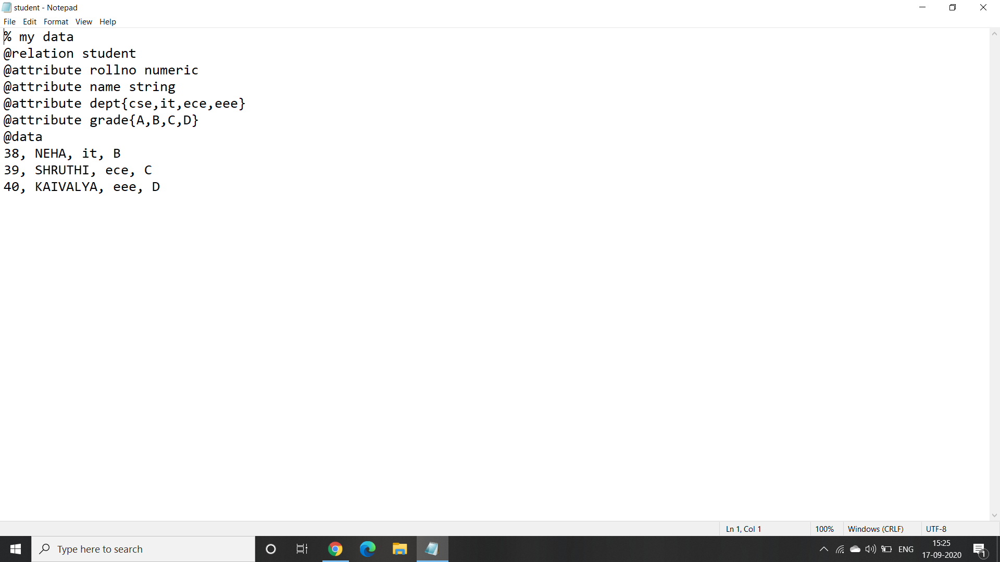 student - Notepad
File Edit Format View Help
% my data
@relation student
@attribute rollno numeric
@attribute name string
@attribute dept{cse,it,ece,eee}
@attribute grade{A,B,C,D}
@data
38, NEHA, it, B
39, SHRUTHI, ece, C
40, KAIVALYA, eee, D
Ln 1, Col 1 100% Windows (CRLF) UTF-8
Type here to search
ENG
15:25
17-09-2020
1